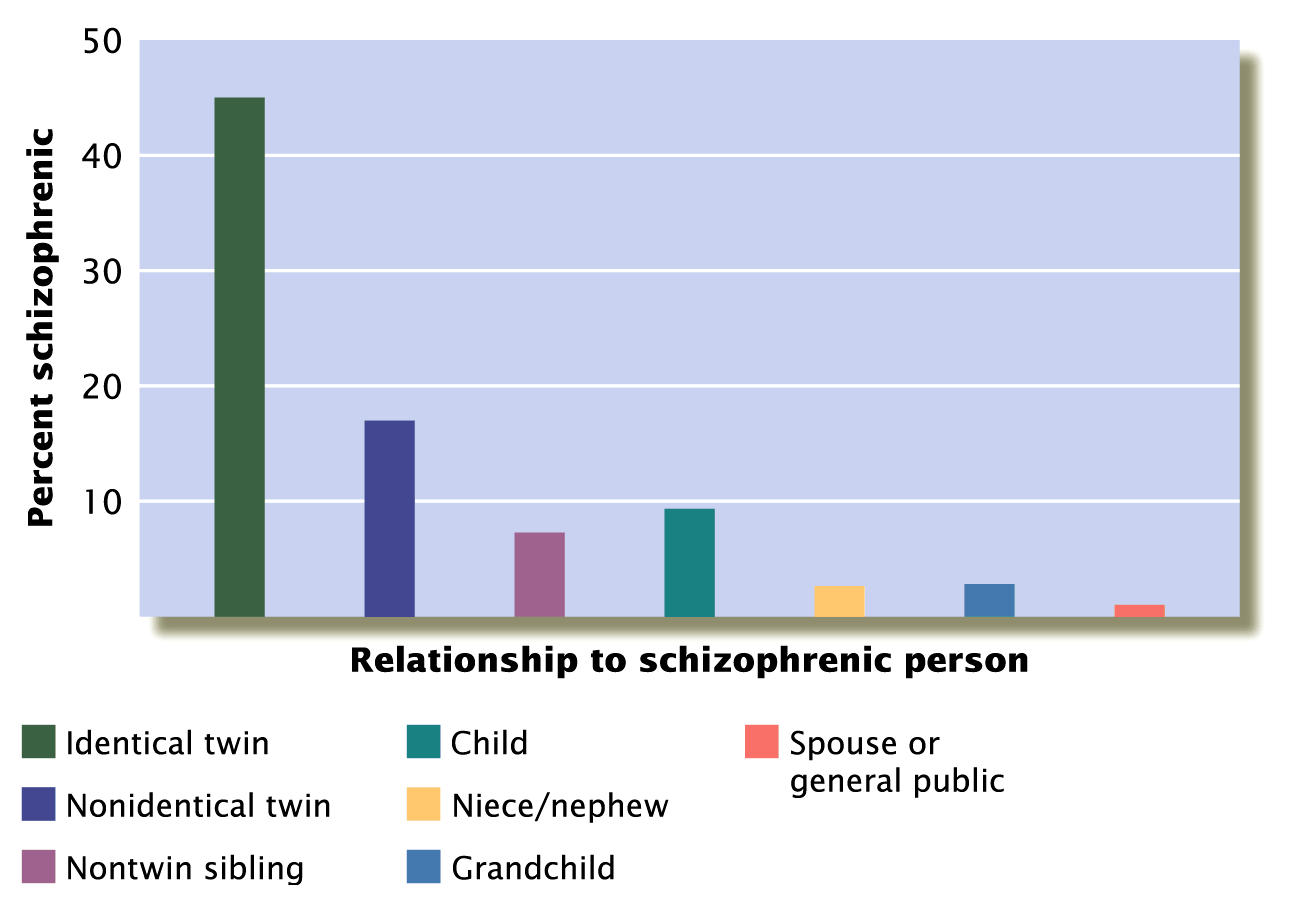 50
40
30
20
10
Percent schizophrenic
Relationship to schizophrenic person
Identical twin
Nonidentical twin
Nontwin sibling
Child
Niece/nephew
Grandchild
Spouse or
general public